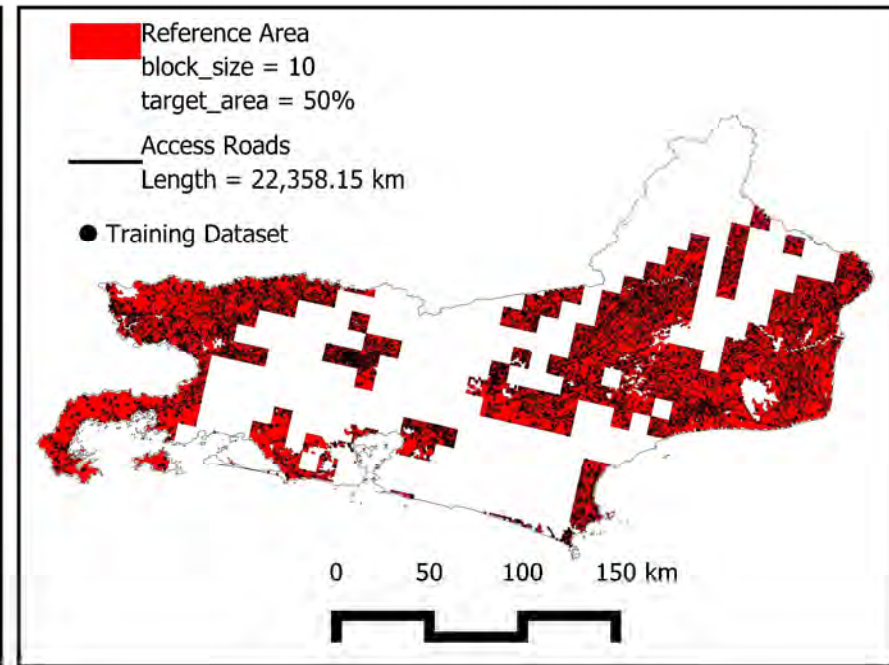 Reference Area
block_size = 10
target_area = 50%
Access Roads
Length = 22,358.15 km
Training Dataset
0 50 100 150 km